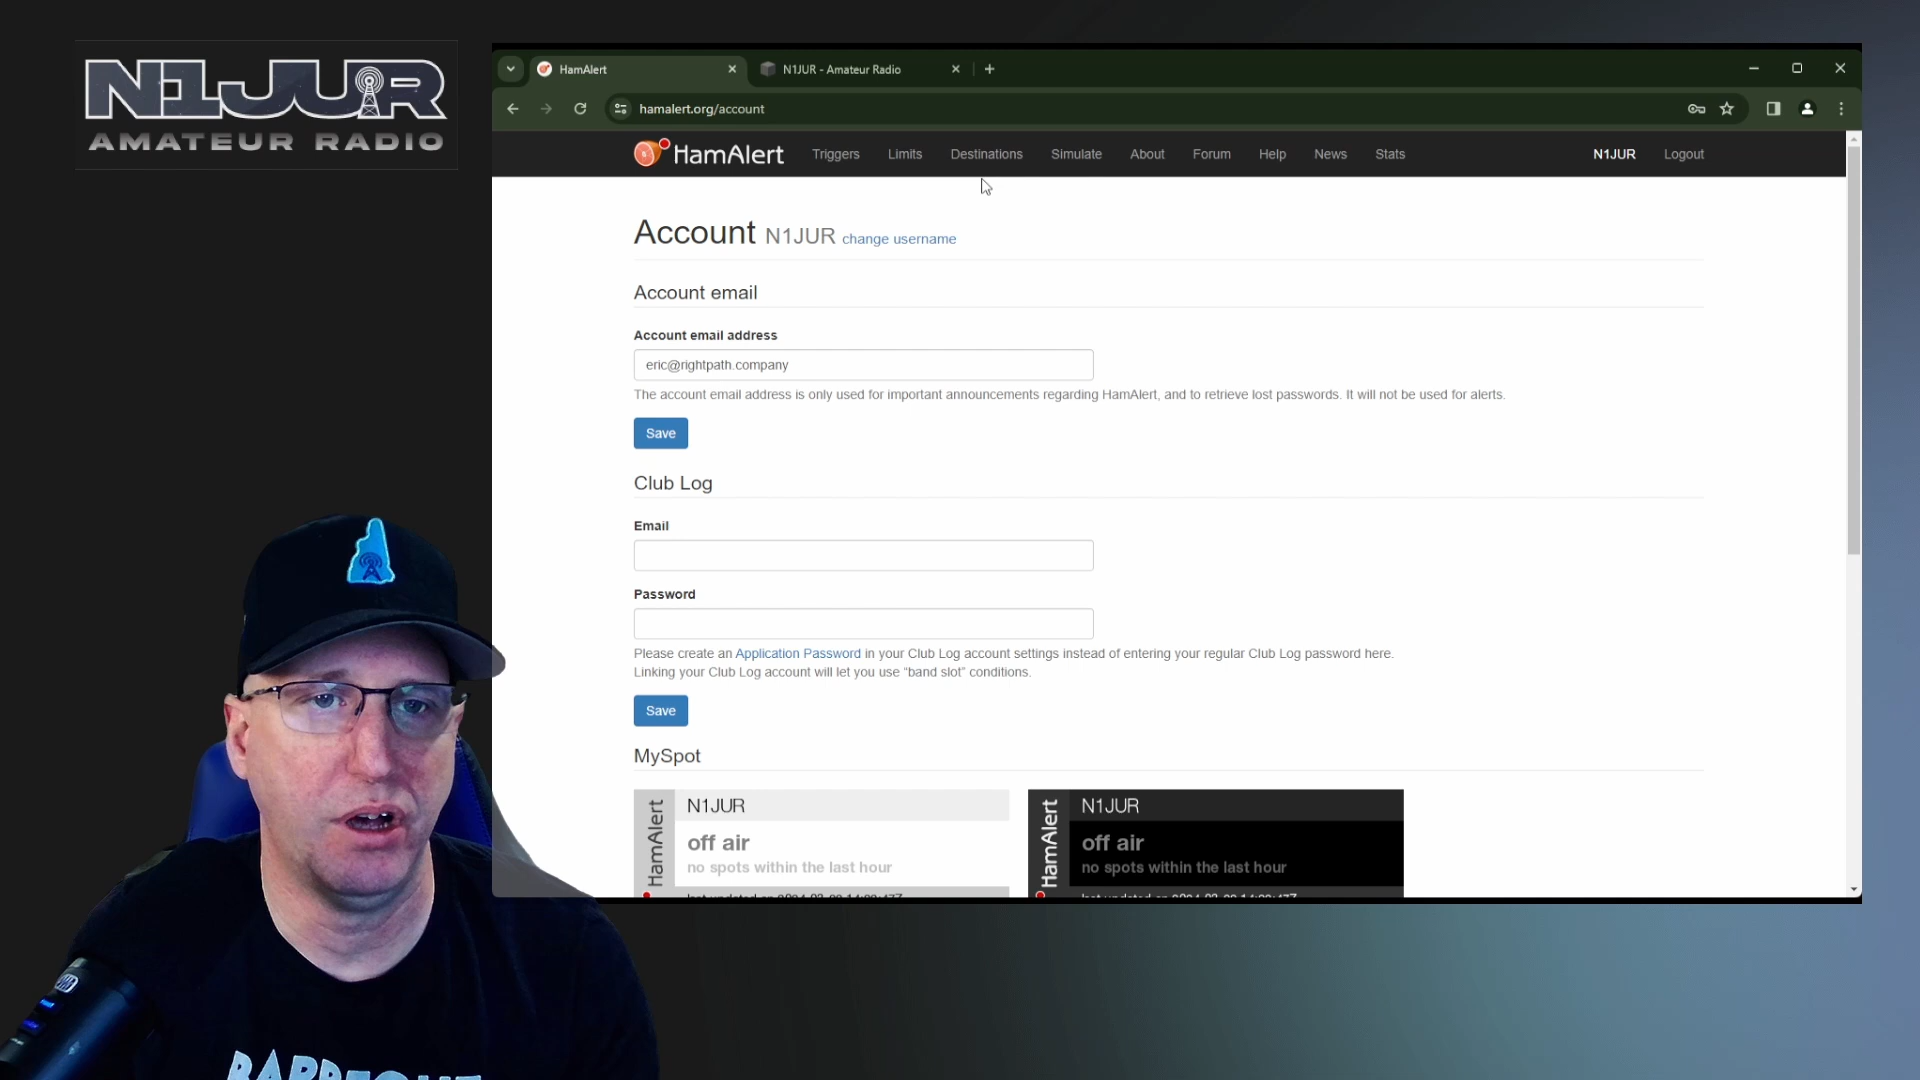 N1JUR
AMATEUR RADIO
HamAlert
N1JUR - Amateur Radio
hamalert.org/account
HamAlert
Triggers
Limits
Destinations
Simulate
About
Forum
Help
News
Stats
N1JUR
Logout
Account N1JUR change username
Account email
Account email address
eric@rightpath.company
The account email address is only used for important announcements regarding HamAlert, and to retrieve lost passwords. It will not be used for alerts.
Save
Club Log
Email
Password
Please create an Application Password in your Club Log account settings instead of entering your regular Club Log password here.
Linking your Club Log account will let you use “band slot” conditions.
Save
MySpot
HamAlert
N1JUR
off air
no spots within the last hour
HamAlert
N1JUR
off air
no spots within the last hour